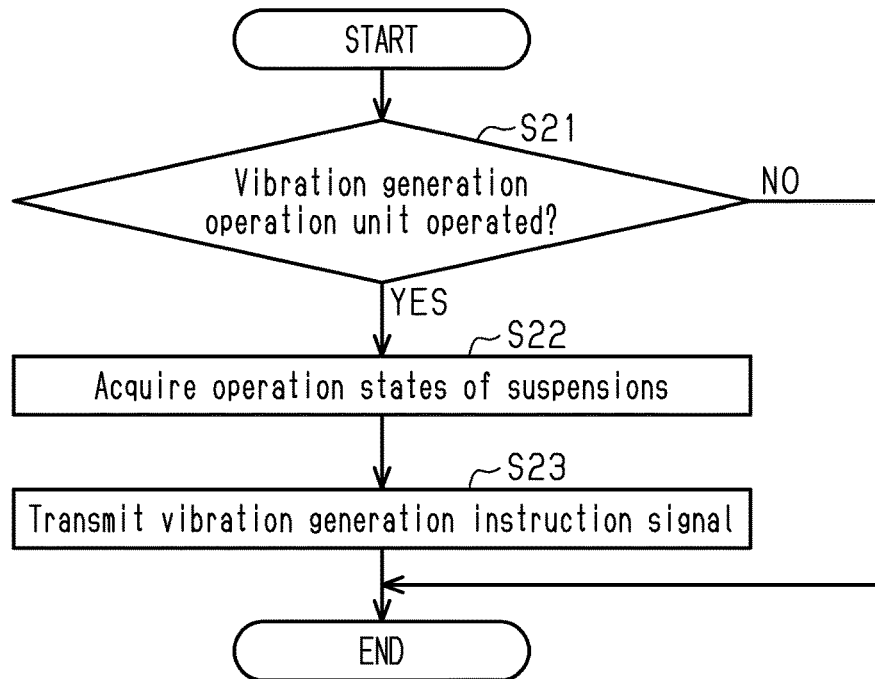 START
S21
Vibration generation
operation unit operated?
NO
YES
S22
Acquire operation states of suspensions
S23
Transmit vibration generation instruction signal
END